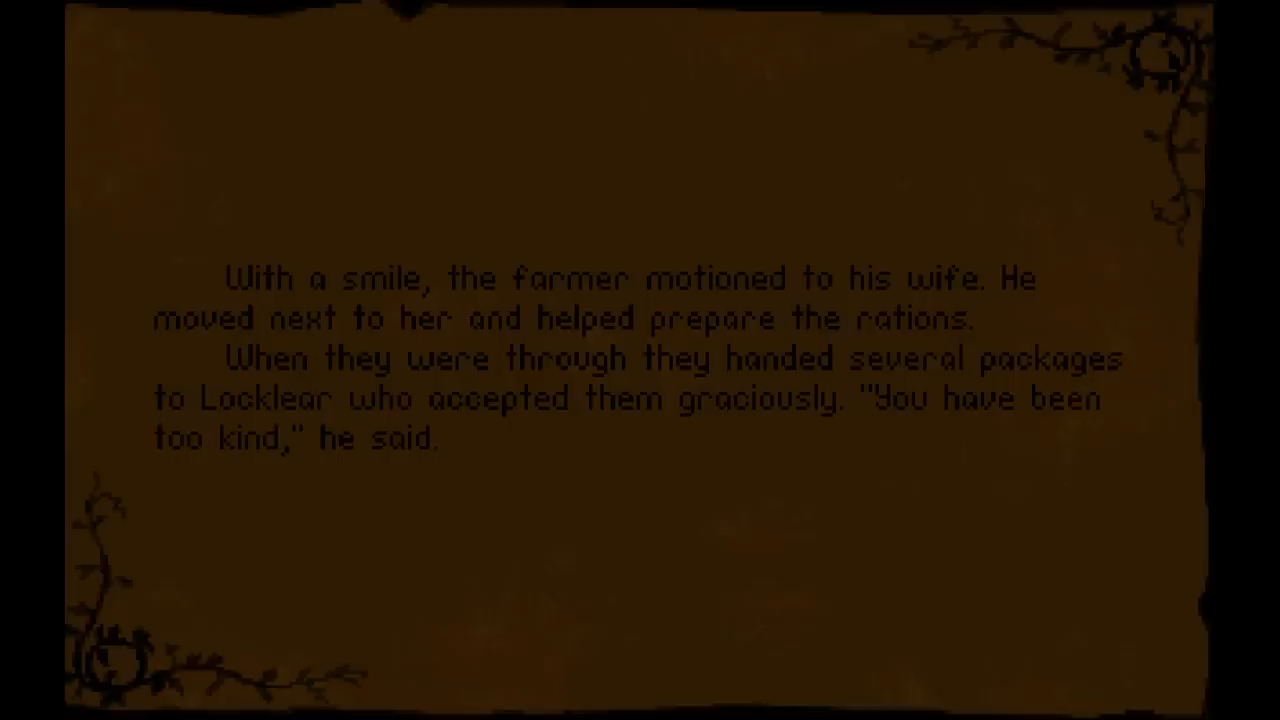 With a smile, the farmer motioned to his wife. He
moved next to her and helped prepare the rations.
When they were through they handed several packages
to Locklear who accepted them graciously. "You have been
too kind," he said.